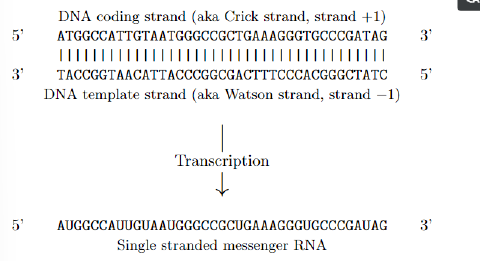 DNA coding strand (aka Crick strand, strand +1)
5’ ATGGCCATTGTAATGGGCCGCTGAAAGGGTGCCCGATAG 3’
|||||||||||||||||||||||||||||||||||||||
3’ TACCGGTAACATTACCCGGCGACTTTCCCACGGGCTATC 5’
DNA template strand (aka Watson strand, strand −1)
Transcription
5’ AUGGCCAUUGUAAUGGGCCGCUGAAAGGGUGCCCGAUAG 3’
Single stranded messenger RNA